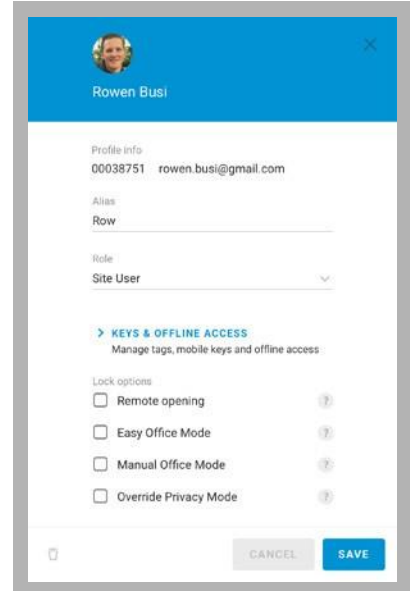 Rowen Busi
Profile info
00038751 rowen.busi@gmail.com
Alias
Row
Role
Site User
KEYS & OFFLINE ACCESS
Manage tags, mobile keys and offline access
Lock options
Remote opening ?
Easy Office Mode ?
Manual Office Mode ?
Override Privacy Mode ?
CANCEL SAVE